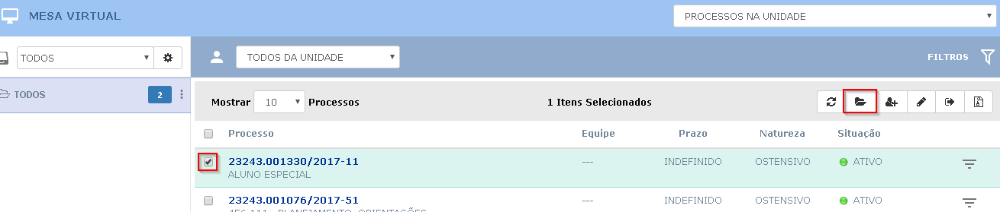 MESA VIRTUAL
PROCESSOS NA UNIDADE
TODOS
TODOS DA UNIDADE
FILTROS
TODOS 2
Mostrar 10 Processos 1 Itens Selecionados
Processo Equipe Prazo Natureza Situação
23243.001330/2017-11 --- INDEFINIDO OSTENSIVO ATIVO
ALUNO ESPECIAL
23243.001076/2017-51 --- INDEFINIDO OSTENSIVO ATIVO
PLANEJAMENTO, ORIENTAÇÕES